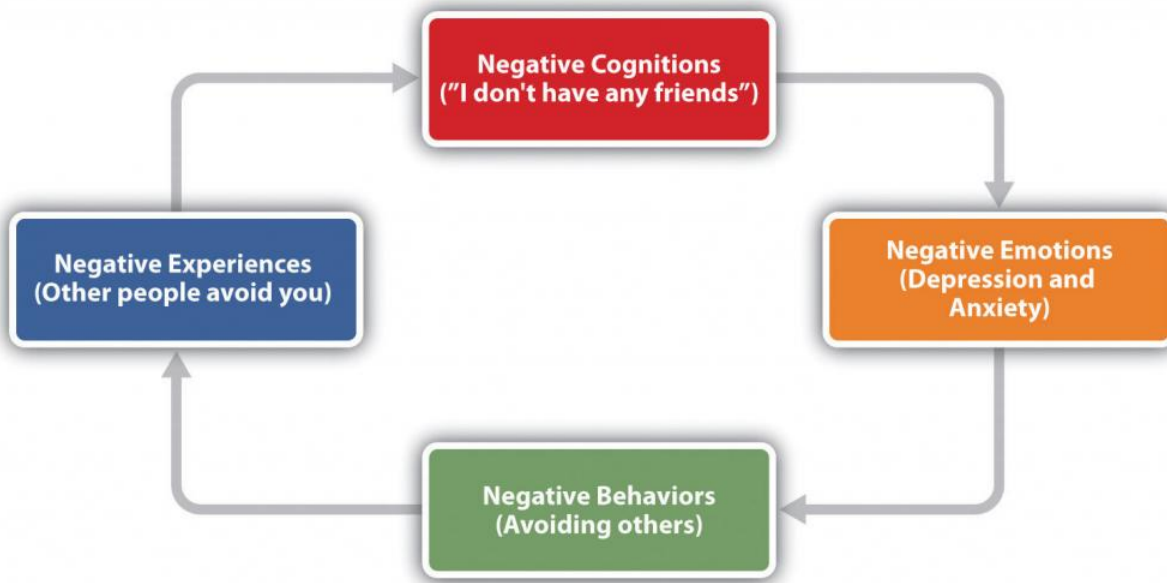 Negative Cognitions
("I don't have any friends")
Negative Emotions
(Depression and
Anxiety)
Negative Behaviors
(Avoiding others)
Negative Experiences
(Other people avoid you)